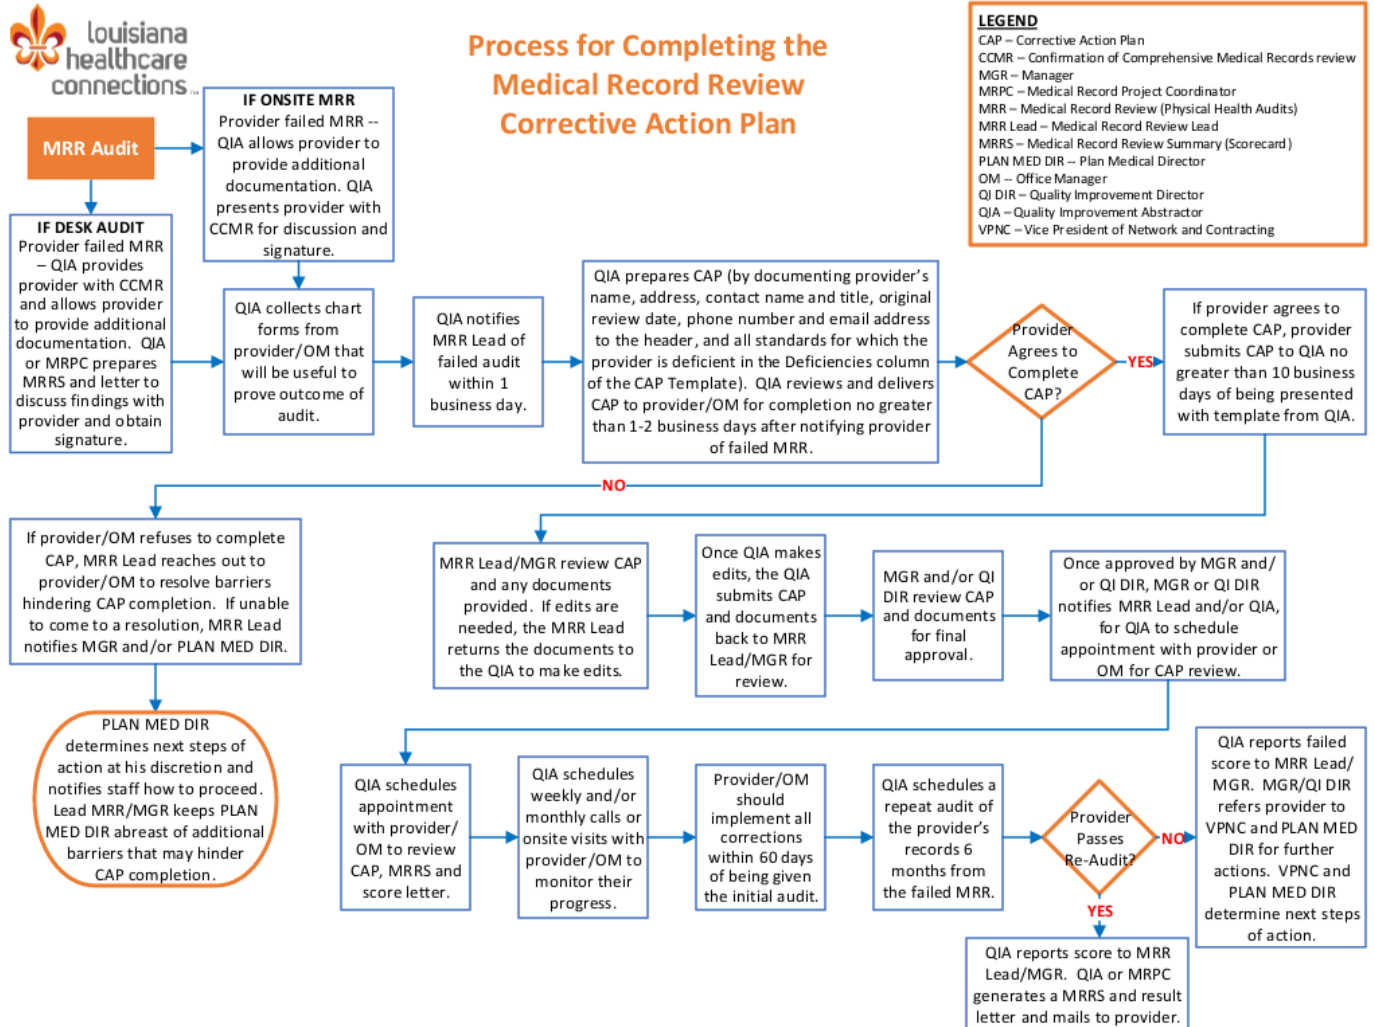 louisiana
healthcare
connections™
Process for Completing the
Medical Record Review
Corrective Action Plan
LEGEND
CAP – Corrective Action Plan
CCMR – Confirmation of Comprehensive Medical Records review
MGR – Manager
MRPC – Medical Record Project Coordinator
MRR – Medical Record Review (Physical Health Audits)
MRR Lead – Medical Record Review Lead
MRRS – Medical Record Review Summary (Scorecard)
PLAN MED DIR -- Plan Medical Director
OM -- Office Manager
QI DIR – Quality Improvement Director
QIA – Quality Improvement Abstractor
VPNC – Vice President of Network and Contracting
MRR Audit
IF ONSITE MRR
Provider failed MRR --
QIA allows provider to
provide additional
documentation. QIA
presents provider with
CCMR for discussion and
signature.
IF DESK AUDIT
Provider failed MRR
– QIA provides
provider with CCMR
and allows provider
to provide additional
documentation. QIA
or MRPC prepares
MRRS and letter to
discuss findings with
provider and obtain
signature.
QIA collects chart
forms from
provider/OM that
will be useful to
prove outcome of
audit.
QIA notifies
MRR Lead of
failed audit
within 1
business day.
QIA prepares CAP (by documenting provider's
name, address, contact name and title, original
review date, phone number and email address
to the header, and all standards for which the
provider is deficient in the Deficiencies column
of the CAP Template). QIA reviews and delivers
CAP to provider/OM for completion no greater
than 1-2 business days after notifying provider
of failed MRR.
Provider
Agrees to
Complete
CAP?
YES
If provider agrees to
complete CAP, provider
submits CAP to QIA no
greater than 10 business
days of being presented
with template from QIA.
NO
If provider/OM refuses to complete
CAP, MRR Lead reaches out to
provider/OM to resolve barriers
hindering CAP completion. If unable
to come to a resolution, MRR Lead
notifies MGR and/or PLAN MED DIR.
PLAN MED DIR
determines next steps of
action at his discretion and
notifies staff how to proceed.
Lead MRR/MGR keeps PLAN
MED DIR abreast of additional
barriers that may hinder
CAP completion.
MRR Lead/MGR review CAP
and any documents
provided. If edits are
needed, the MRR Lead
returns the documents to
the QIA to make edits.
Once QIA makes
edits, the QIA
submits CAP
and documents
back to MRR
Lead/MGR for
review.
MGR and/or QI
DIR review CAP
and documents
for final
approval.
Once approved by MGR and/
or QI DIR, MGR or QI DIR
notifies MRR Lead and/or QIA,
for QIA to schedule
appointment with provider or
OM for CAP review.
QIA schedules
appointment
with provider/
OM to review
CAP, MRRS and
score letter.
QIA schedules
weekly and/or
monthly calls or
onsite visits with
provider/OM to
monitor their
progress.
Provider/OM
should
implement all
corrections
within 60 days
of being given
the initial audit.
QIA schedules a
repeat audit of
the provider's
records 6
months from
the failed MRR.
Provider
Passes
Re-Audit?
NO
QIA reports failed
score to MRR Lead/
MGR. MGR/QI DIR
refers provider to
VPNC and PLAN MED
DIR for further
actions. VPNC and
PLAN MED DIR
determine next steps
of action.
YES
QIA reports score to MRR
Lead/MGR. QIA or MRPC
generates a MRRS and result
letter and mails to provider.